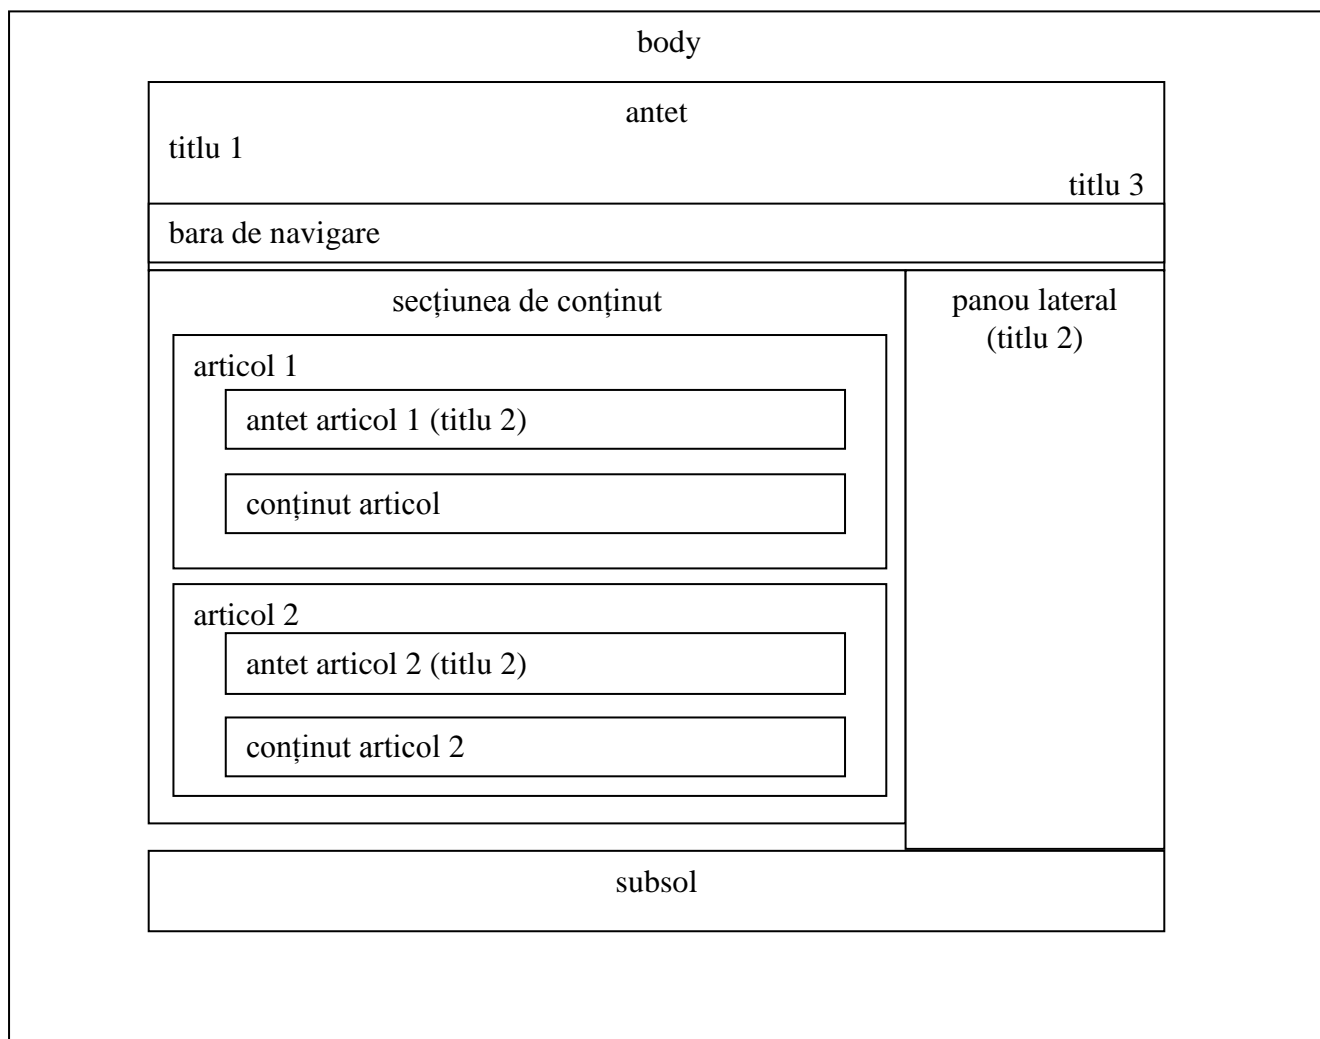 body
antet
titlu 1
titlu 3
bara de navigare
secțiunea de conținut
articol 1
antet articol 1 (titlu 2)
conținut articol
articol 2
antet articol 2 (titlu 2)
conținut articol 2
panou lateral
(titlu 2)
subsol